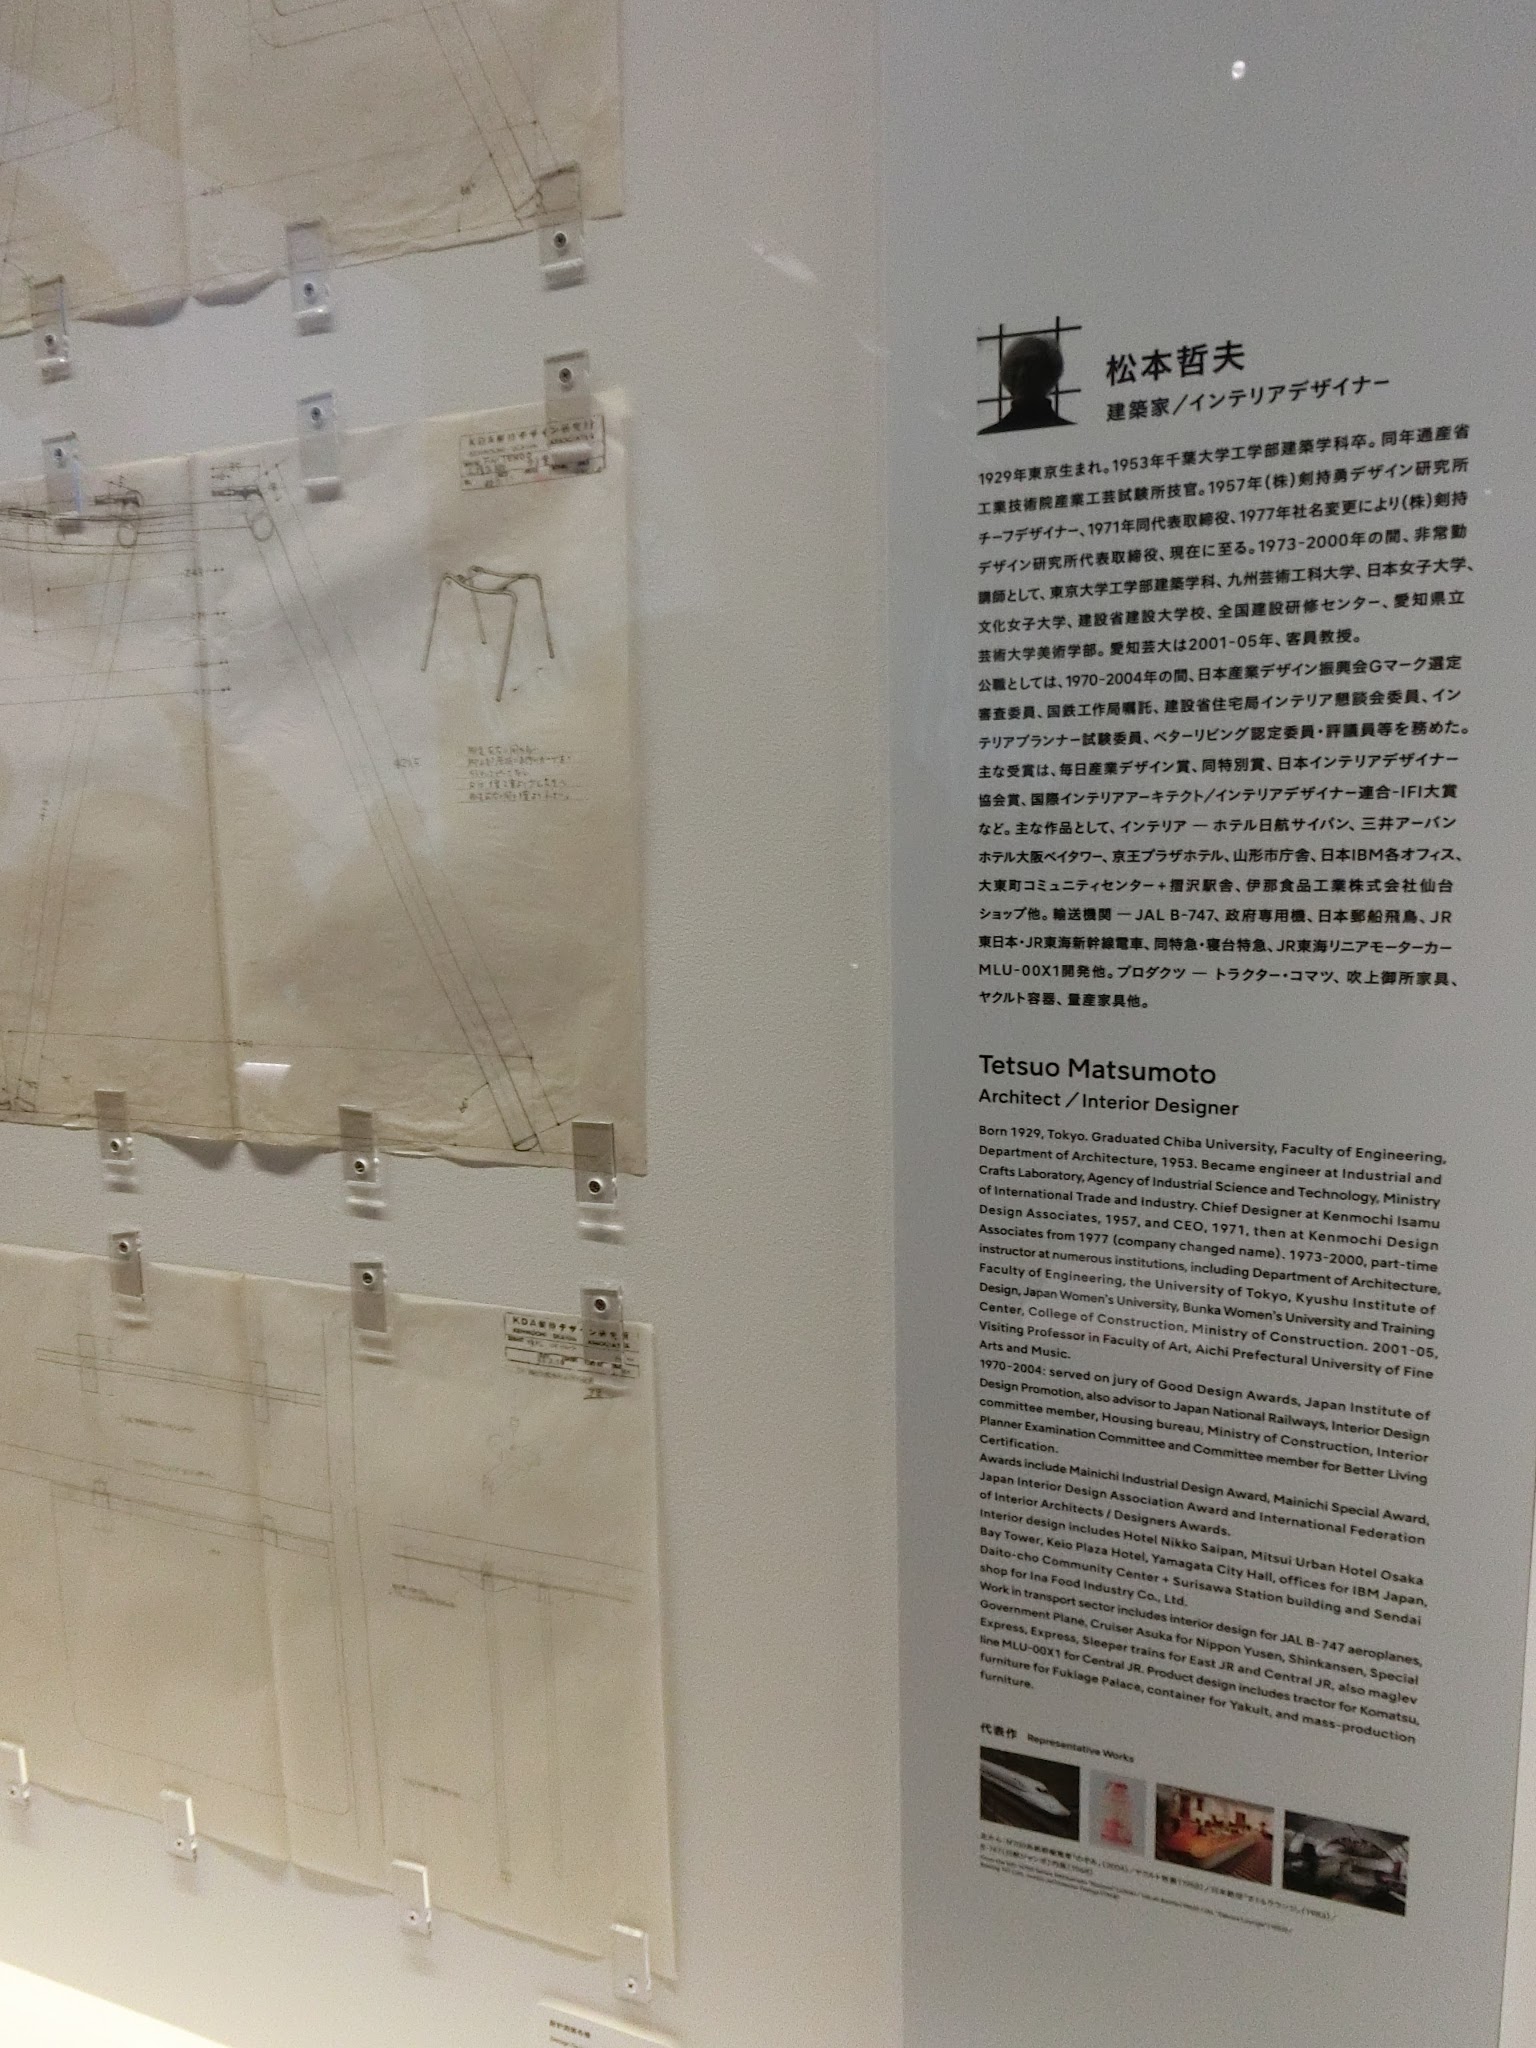 松本哲夫
建築家/インテリアデザイナー
1929年東京生まれ。1953年千葉大学工学部建築学科卒。同年通産省
工業技術院産業工芸試験所技官。1957年(株)剣持勇デザイン研究所
チーフデザイナー、1971年同代表取締役、1977年社名変更により(株)剣持
デザイン研究所代表取締役、現在に至る。1973-2000年の間、非常勤
講師として、東京大学工学部建築学科、九州芸術工科大学、日本女子大学、
文化女子大学、建設省建設大学校、全国建設研修センター、愛知県立
芸術大学美術学部。愛知芸大は2001-05年、客員教授。
公職としては、1970-2004年の間、日本産業デザイン振興会Gマーク選定
審査委員、国鉄工作局嘱託、建設省住宅局インテリア懇談会委員、イン
テリアプランナー試験委員、ベターリビング認定委員・評議員等を務めた。
主な受賞は、毎日産業デザイン賞、同特別賞、日本インテリアデザイナー
協会賞、国際インテリアアーキテクト/インテリアデザイナー連合-IFI大賞
など。主な作品として、インテリア ― ホテル日航サイパン、三井アーバン
ホテル大阪ベイタワー、京王プラザホテル、山形市庁舎、日本IBM各オフィス、
大東町コミュニティセンター+摺沢駅舎、伊那食品工業株式会社仙台
ショップ他。輸送機関 ― JAL B-747、政府専用機、日本郵船飛鳥、JR
東日本・JR東海新幹線電車、同特急・寝台特急、JR東海リニアモーターカー
MLU-00X1開発他。プロダクツ ― トラクター・コマツ、吹上御所家具、
ヤクルト容器、量産家具他。
Tetsuo Matsumoto
Architect / Interior Designer
Born 1929, Tokyo. Graduated Chiba University, Faculty of Engineering,
Department of Architecture, 1953. Became engineer at Industrial and
Crafts Laboratory, Agency of Industrial Science and Technology, Ministry
of International Trade and Industry. Chief Designer at Kenmochi Isamu
Design Associates, 1957, and CEO, 1971, then at Kenmochi Design
Associates from 1977 (company changed name). 1973-2000, part-time
instructor at numerous institutions, including Department of Architecture,
Faculty of Engineering, the University of Tokyo, Kyushu Institute of
Design, Japan Women's University, Bunka Women's University and Training
Center, College of Construction, Ministry of Construction. 2001-05,
Visiting Professor in Faculty of Art, Aichi Prefectural University of Fine
Arts and Music.
1970-2004: served on jury of Good Design Awards, Japan Institute of
Design Promotion, also advisor to Japan National Railways, Interior Design
committee member, Housing bureau, Ministry of Construction, Interior
Planner Examination Committee and Committee member for Better Living
Certification.
Awards include Mainichi Industrial Design Award, Mainichi Special Award,
Japan Interior Design Association Award and International Federation
of Interior Architects / Designers Awards.
Interior design includes Hotel Nikko Saipan, Mitsui Urban Hotel Osaka
Bay Tower, Keio Plaza Hotel, Yamagata City Hall, offices for IBM Japan,
Daito-cho Community Center + Surisawa Station building and Sendai
shop for Ina Food Industry Co., Ltd.
Work in transport sector includes interior design for JAL B-747 aeroplanes,
Government Plane, Cruiser Asuka for Nippon Yusen, Shinkansen, Special
Express, Express, Sleeper trains for East JR and Central JR, also maglev
line MLU-00X1 for Central JR. Product design includes tractor for Komatsu,
furniture for Fukiage Palace, container for Yakult, and mass-production
furniture.
代表作 Representative Works